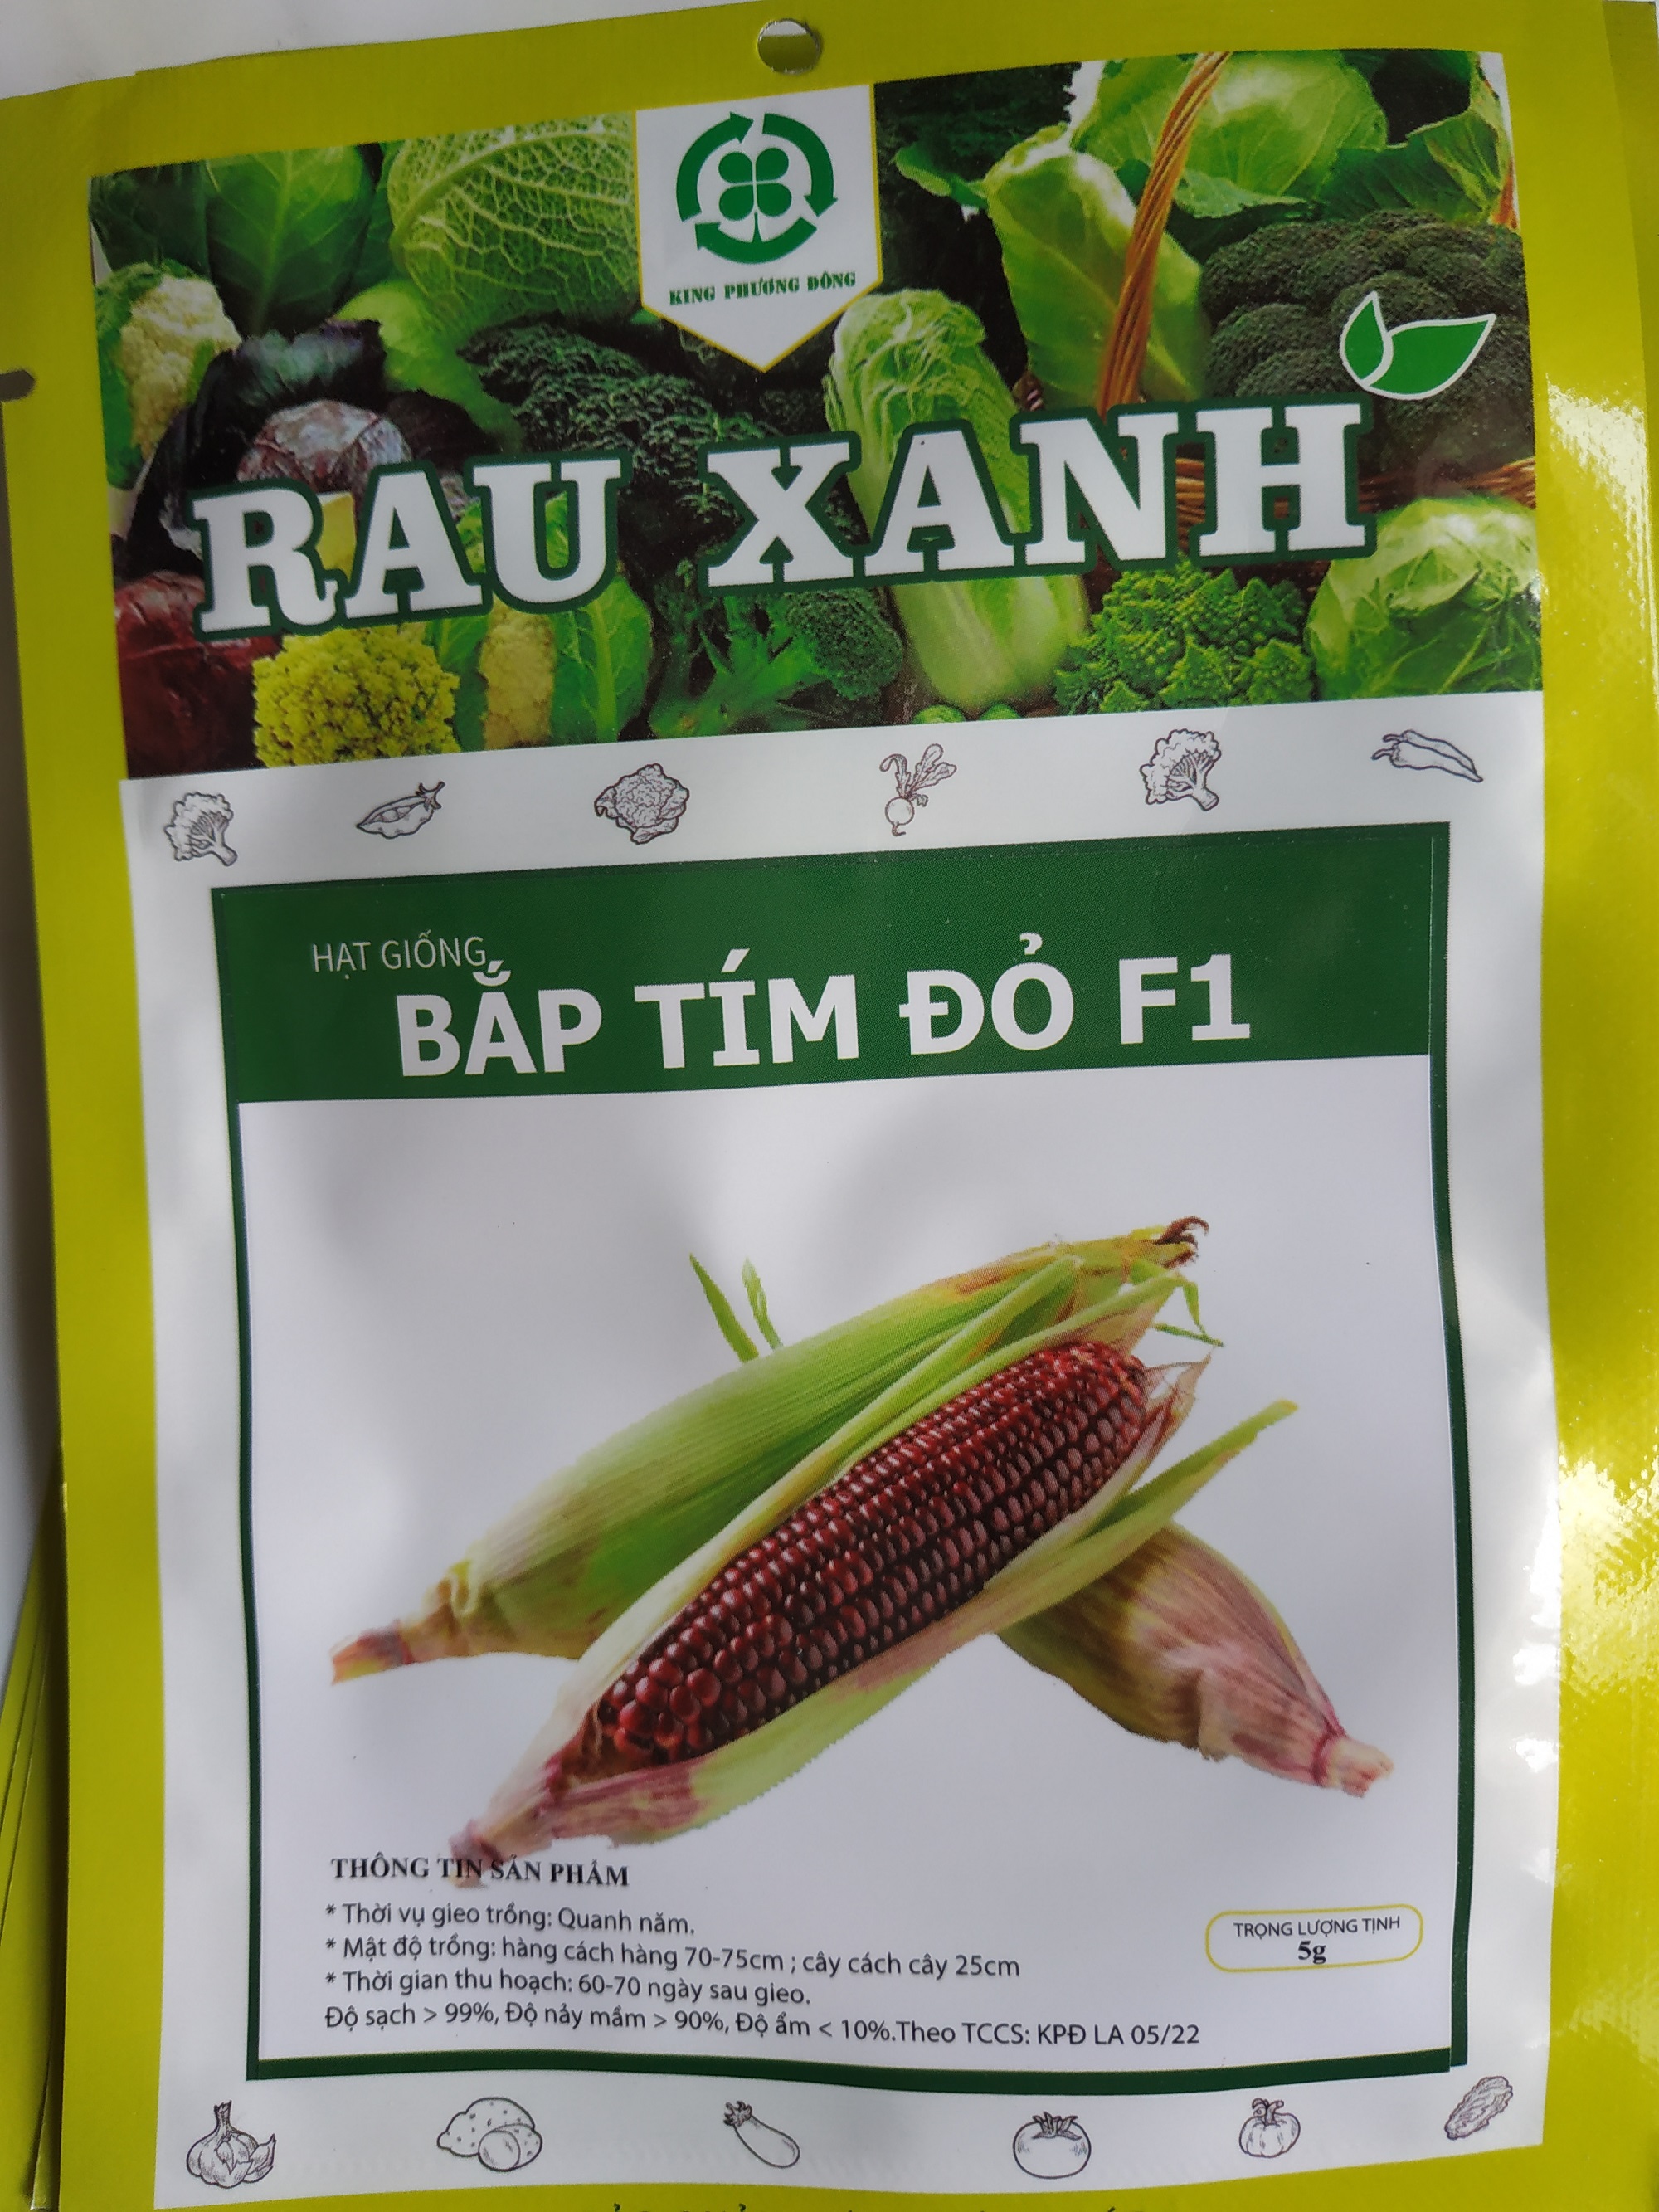 KING PHƯƠNG ĐÔNG
RAU XANH
HẠT GIỐNG
BẮP TÍM ĐỎ F1
THÔNG TIN SẢN PHẨM
* Thời vụ gieo trồng: Quanh năm.
* Mật độ trồng: hàng cách hàng 70-75cm ; cây cách cây 25cm
* Thời gian thu hoạch: 60-70 ngày sau gieo.
Độ sạch > 99%, Độ nảy mầm > 90%, Độ ẩm < 10%.Theo TCCS: KPĐ LA 05/22
TRỌNG LƯỢNG TỊNH
5g